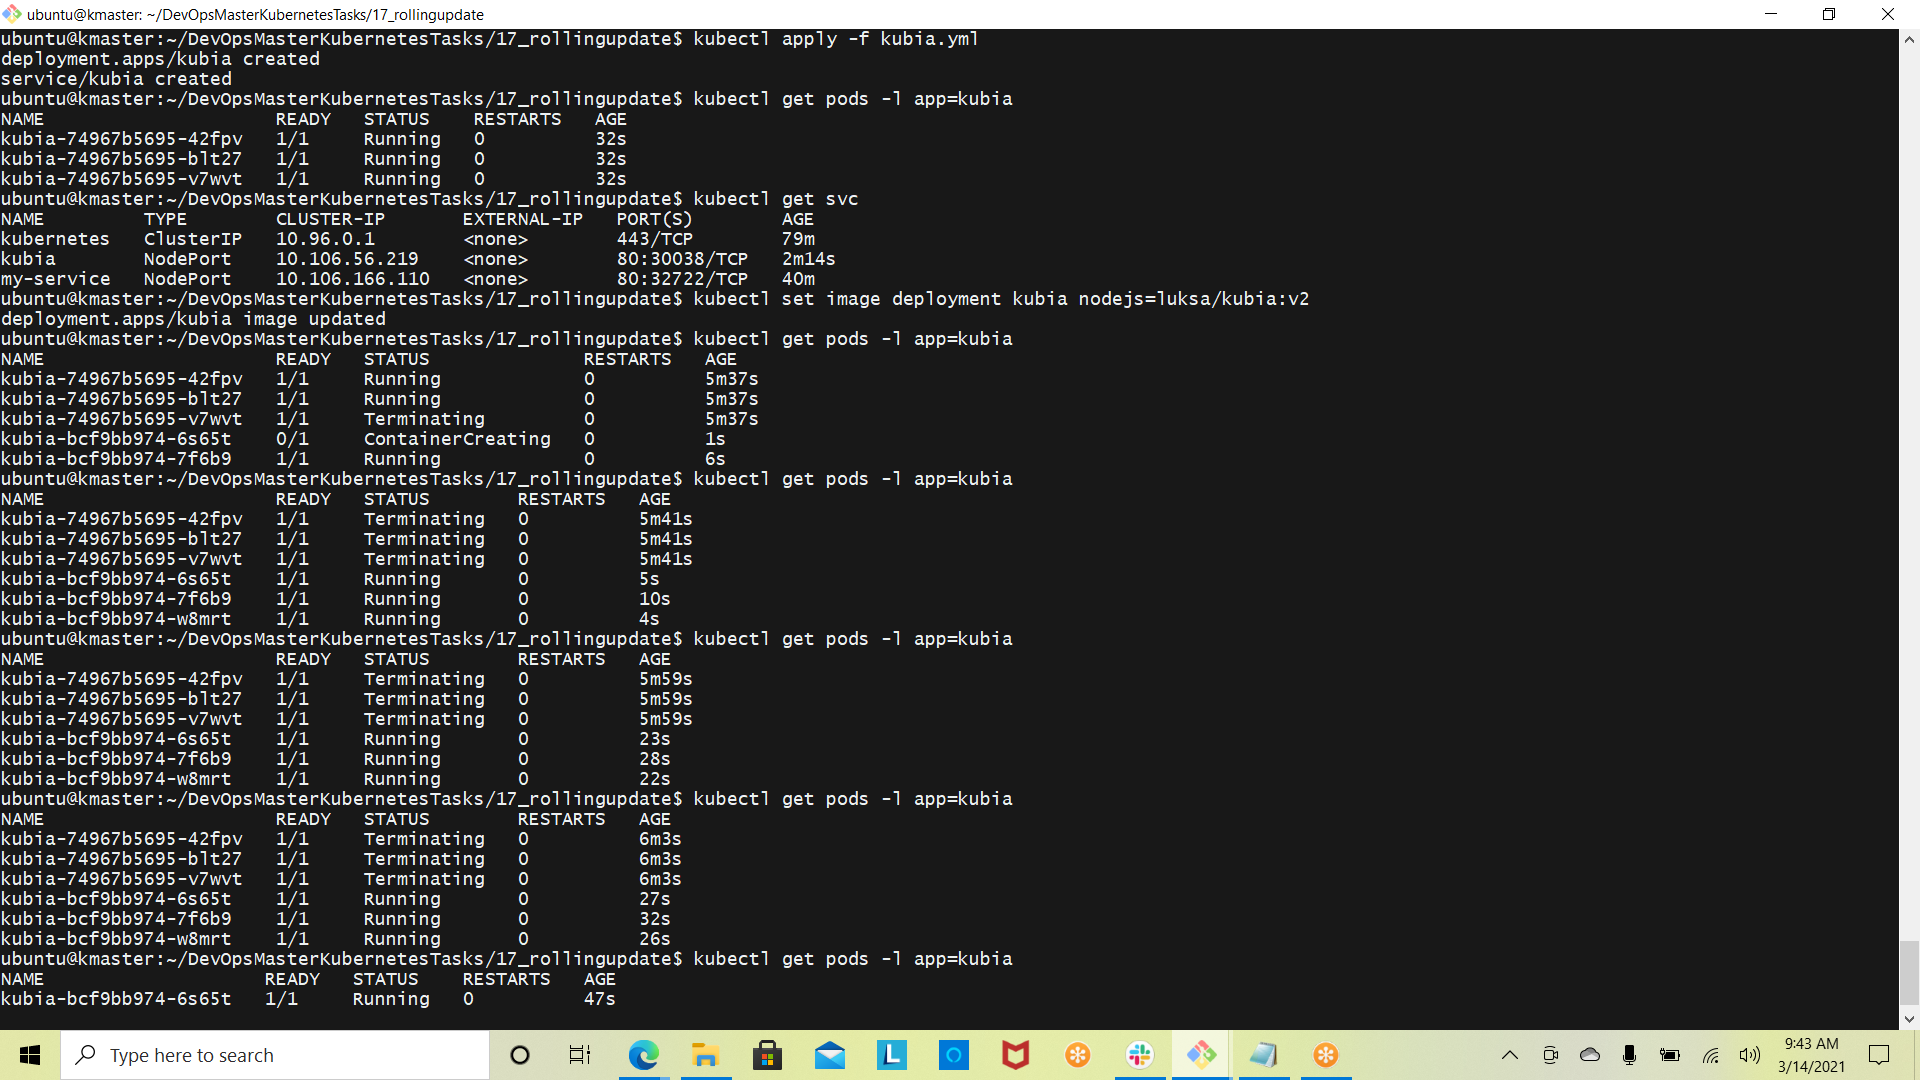 ubuntu@kmaster: ~/DevOpsMasterKubernetesTasks/17_rollingupdate
ubuntu@kmaster:~/DevOpsMasterKubernetesTasks/17_rollingupdate$ kubectl apply -f kubia.yml
deployment.apps/kubia created
service/kubia created
ubuntu@kmaster:~/DevOpsMasterKubernetesTasks/17_rollingupdate$ kubectl get pods -l app=kubia
NAME READY STATUS RESTARTS AGE
kubia-74967b5695-42fpv 1/1 Running 0 32s
kubia-74967b5695-blt27 1/1 Running 0 32s
kubia-74967b5695-v7wvt 1/1 Running 0 32s
ubuntu@kmaster:~/DevOpsMasterKubernetesTasks/17_rollingupdate$ kubectl get svc
NAME TYPE CLUSTER-IP EXTERNAL-IP PORT(S) AGE
kubernetes ClusterIP 10.96.0.1 <none> 443/TCP 79m
kubia NodePort 10.106.56.219 <none> 80:30038/TCP 2m14s
my-service NodePort 10.106.166.110 <none> 80:32722/TCP 40m
ubuntu@kmaster:~/DevOpsMasterKubernetesTasks/17_rollingupdate$ kubectl set image deployment kubia nodejs=luksa/kubia:v2
deployment.apps/kubia image updated
ubuntu@kmaster:~/DevOpsMasterKubernetesTasks/17_rollingupdate$ kubectl get pods -l app=kubia
NAME READY STATUS RESTARTS AGE
kubia-74967b5695-42fpv 1/1 Running 0 5m37s
kubia-74967b5695-blt27 1/1 Running 0 5m37s
kubia-74967b5695-v7wvt 1/1 Terminating 0 5m37s
kubia-bcf9bb974-6s65t 0/1 ContainerCreating 0 1s
kubia-bcf9bb974-7f6b9 1/1 Running 0 6s
ubuntu@kmaster:~/DevOpsMasterKubernetesTasks/17_rollingupdate$ kubectl get pods -l app=kubia
NAME READY STATUS RESTARTS AGE
kubia-74967b5695-42fpv 1/1 Terminating 0 5m41s
kubia-74967b5695-blt27 1/1 Terminating 0 5m41s
kubia-74967b5695-v7wvt 1/1 Terminating 0 5m41s
kubia-bcf9bb974-6s65t 1/1 Running 0 5s
kubia-bcf9bb974-7f6b9 1/1 Running 0 10s
kubia-bcf9bb974-w8mrt 1/1 Running 0 4s
ubuntu@kmaster:~/DevOpsMasterKubernetesTasks/17_rollingupdate$ kubectl get pods -l app=kubia
NAME READY STATUS RESTARTS AGE
kubia-74967b5695-42fpv 1/1 Terminating 0 5m59s
kubia-74967b5695-blt27 1/1 Terminating 0 5m59s
kubia-74967b5695-v7wvt 1/1 Terminating 0 5m59s
kubia-bcf9bb974-6s65t 1/1 Running 0 23s
kubia-bcf9bb974-7f6b9 1/1 Running 0 28s
kubia-bcf9bb974-w8mrt 1/1 Running 0 22s
ubuntu@kmaster:~/DevOpsMasterKubernetesTasks/17_rollingupdate$ kubectl get pods -l app=kubia
NAME READY STATUS RESTARTS AGE
kubia-74967b5695-42fpv 1/1 Terminating 0 6m3s
kubia-74967b5695-blt27 1/1 Terminating 0 6m3s
kubia-74967b5695-v7wvt 1/1 Terminating 0 6m3s
kubia-bcf9bb974-6s65t 1/1 Running 0 27s
kubia-bcf9bb974-7f6b9 1/1 Running 0 32s
kubia-bcf9bb974-w8mrt 1/1 Running 0 26s
ubuntu@kmaster:~/DevOpsMasterKubernetesTasks/17_rollingupdate$ kubectl get pods -l app=kubia
NAME READY STATUS RESTARTS AGE
kubia-bcf9bb974-6s65t 1/1 Running 0 47s
Type here to search
L
9:43 AM
3/14/2021